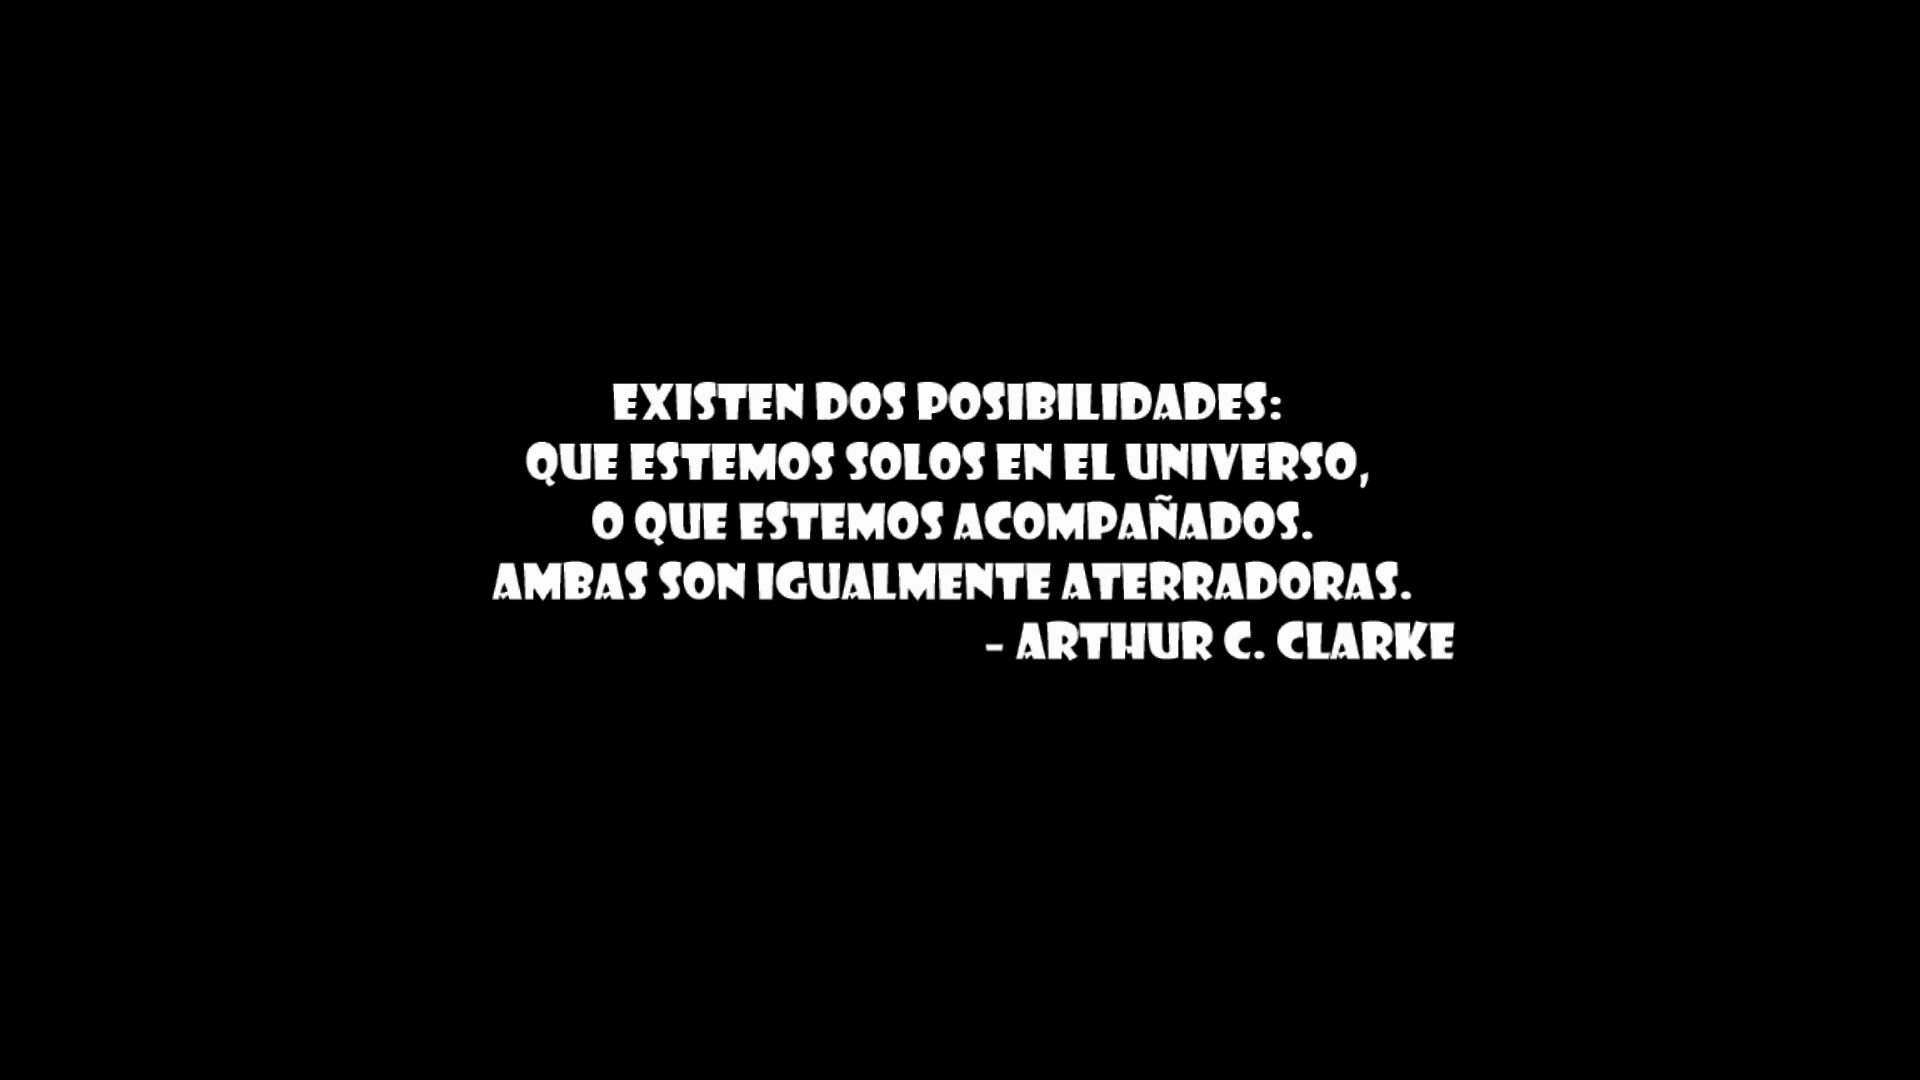 EXISTEN DOS POSIBILIDADES:
QUE ESTEMOS SOLOS EN EL UNIVERSO,
O QUE ESTEMOS ACOMPAÑADOS.
AMBAS SON IGUALMENTE ATERRADORAS.
- ARTHUR C. CLARKE